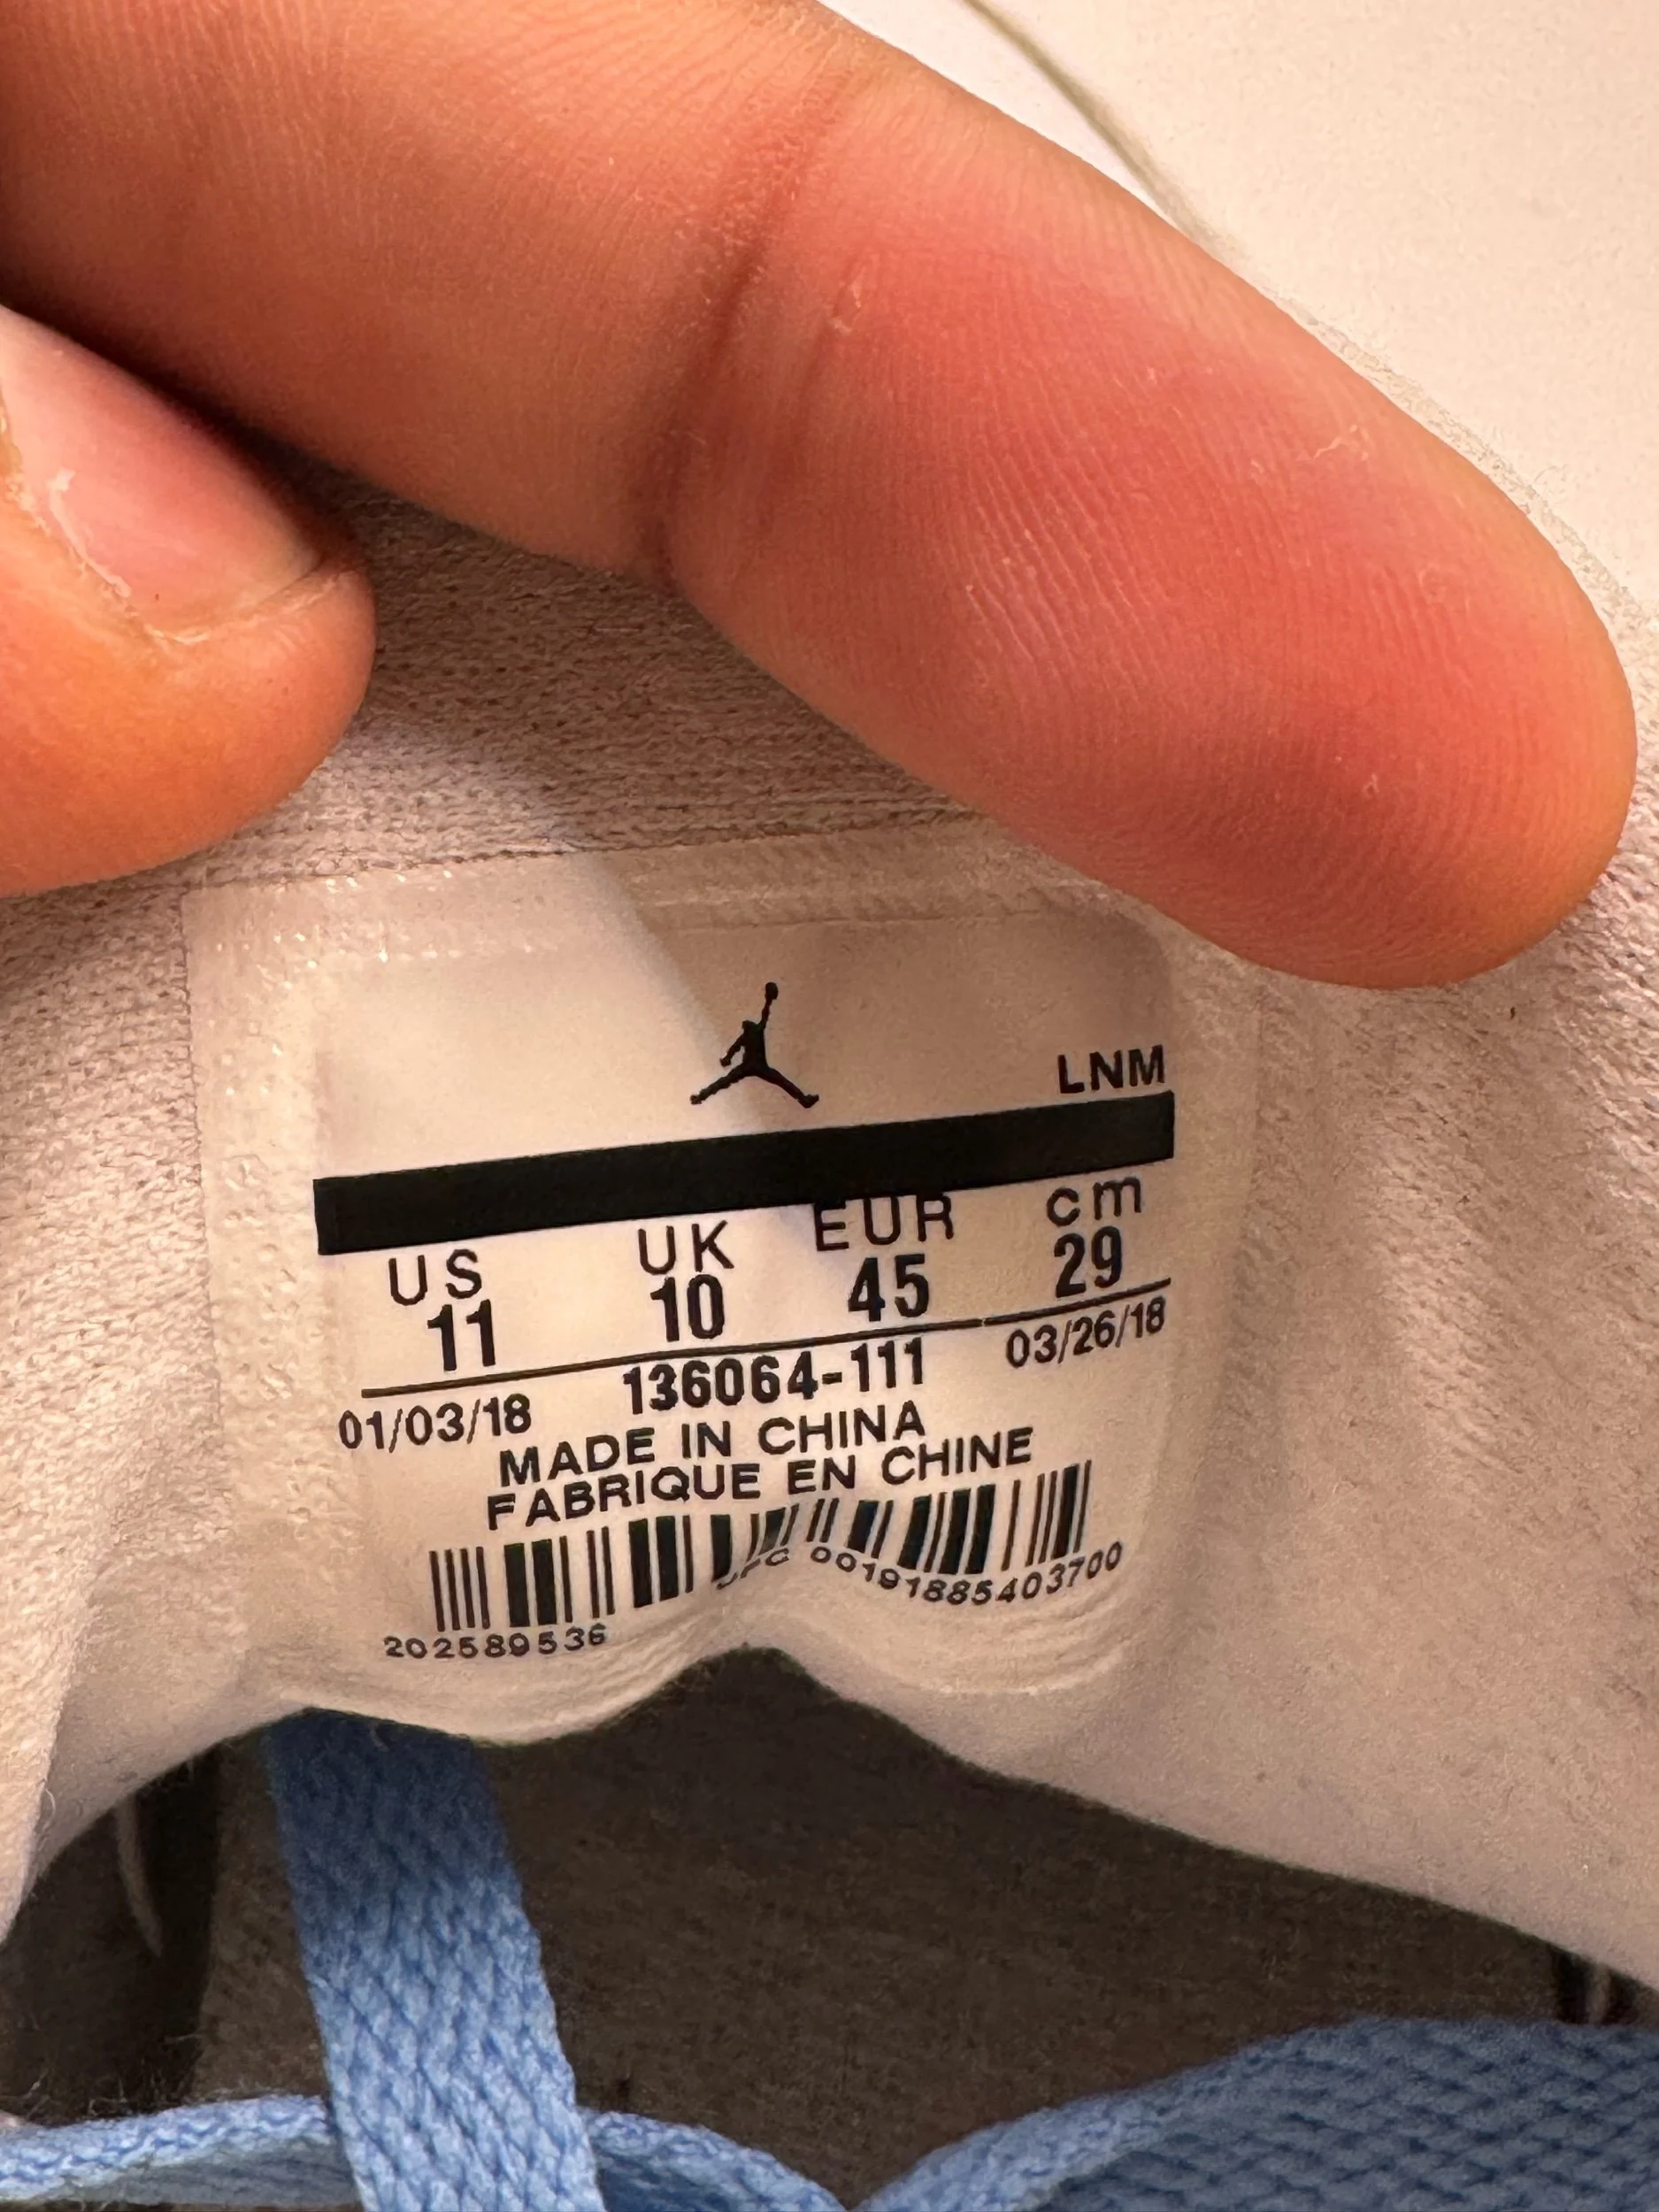 LNM
US UK EUR cm
11 10 45 29
01/03/18 136064-111 03/26/18
MADE IN CHINA
FABRIQUE EN CHINE
202589536 UPC 00191885403700